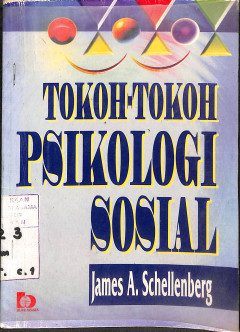 TOKOH-TOKOH
PSIKOLOGI
SOSIAL
James A. Schellenberg